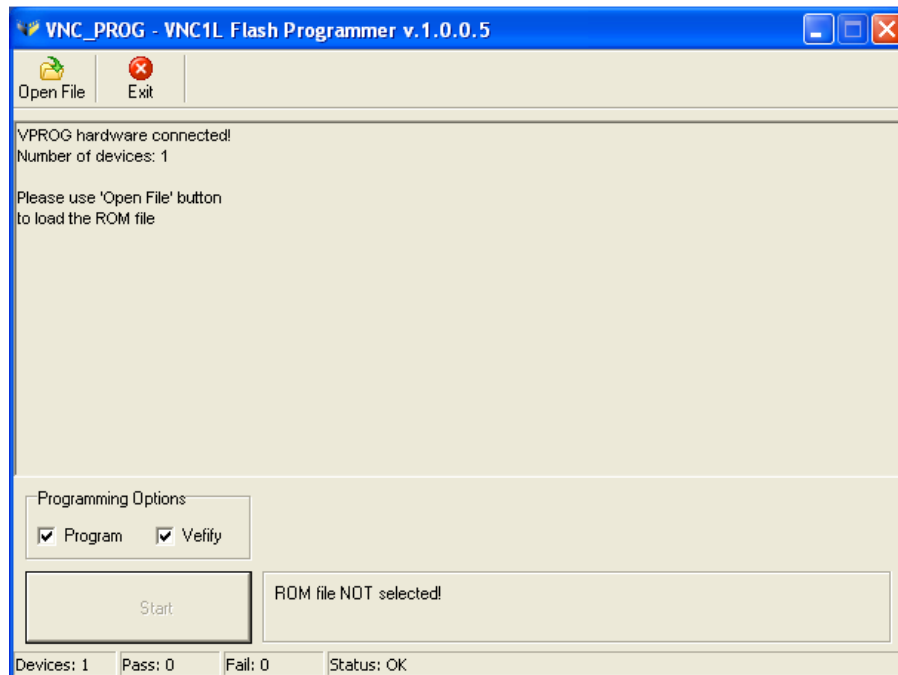 VNC_PROG - VNC1L Flash Programmer v.1.0.0.5
Open File Exit
VPROG hardware connected!
Number of devices: 1
Please use 'Open File' button
to load the ROM file
Programming Options
Program Vefify
Start
ROM file NOT selected!
Devices: 1 Pass: 0 Fail: 0 Status: OK